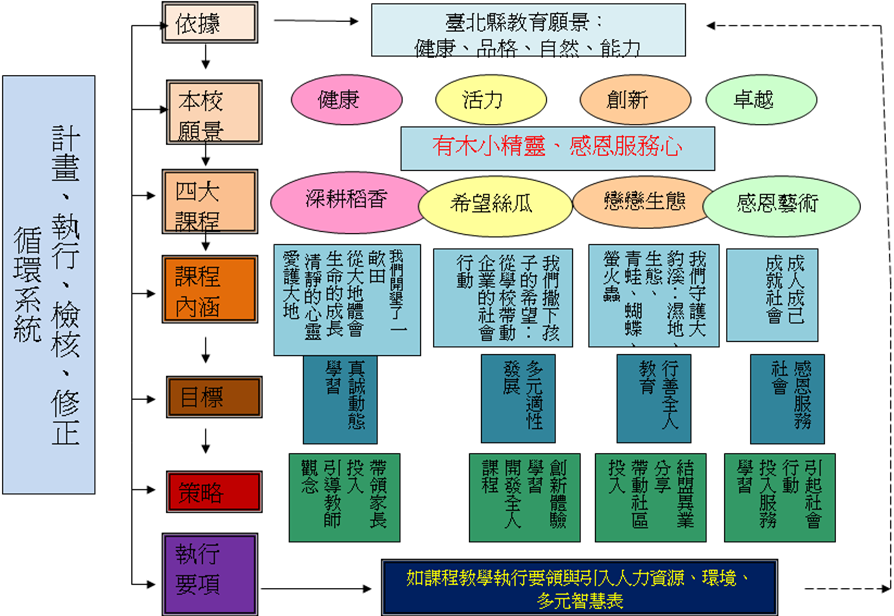 計畫、執行、檢核、修正
循環系統
依據
臺北縣教育願景：
健康、品格、自然、能力
本校
願景
健康
活力
創新
卓越
有木小精靈、感恩服務心
四大
課程
深耕稻香
希望絲瓜
戀戀生態
感恩藝術
課程
內涵
我們開墾了一
畝田
從大地體會
生命的成長
清靜的心靈
愛護大地
我們撒下孩
子的希望：
從學校帶動
企業的社會
行動
我們守護大
豹溪：濕地、
生態、
青蛙、蝴蝶、
螢火蟲
成人成己
成就社會
目標
真誠動態
學習
多元適性
發展
行善全人
教育
感恩服務
社會
策略
帶領家長
投入
引導教師
觀念
創新體驗
學習
開發全人
課程
結盟異業
分享
帶動社區
投入
引起社會
行動
投入服務
學習
執行
要項
如課程教學執行要領與引入人力資源、環境、
多元智慧表